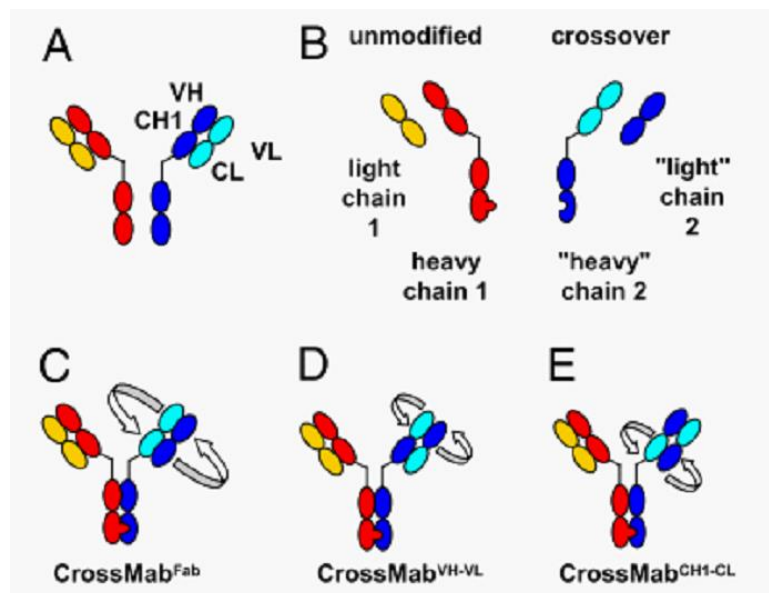 A
VH
CH1
VL
CL
B
unmodified
crossover
light
chain
1
heavy
chain 1
"heavy"
chain 2
"light"
chain
2
C
CrossMabFab
D
CrossMabVH-VL
E
CrossMabCH1-CL